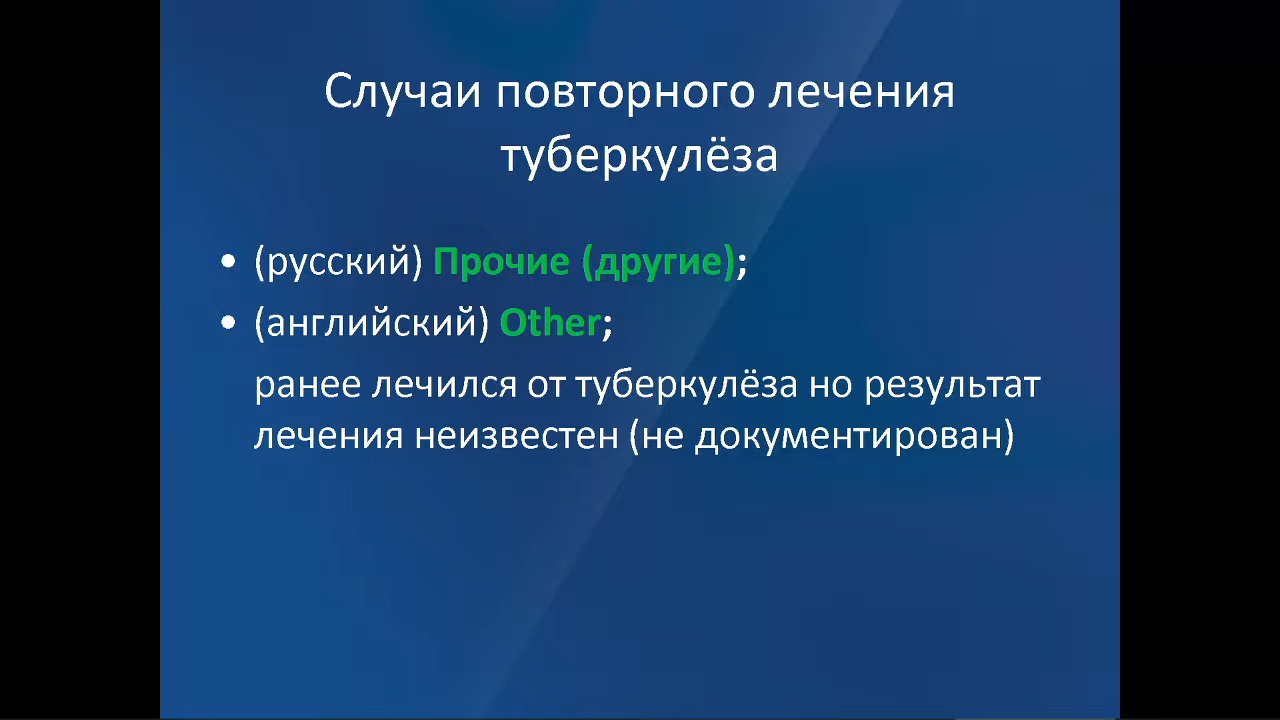 Случаи повторного лечения
туберкулёза
• (русский) Прочие (другие);
• (английский) Other;
ранее лечился от туберкулёза но результат
лечения неизвестен (не документирован)